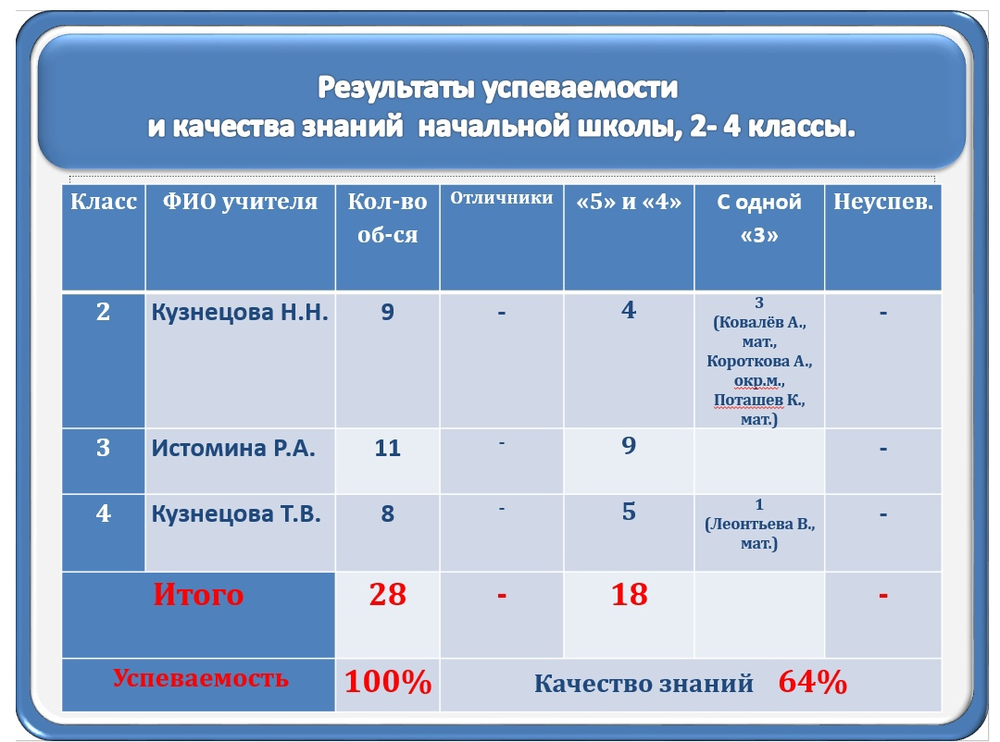 Результаты успеваемости
и качества знаний начальной школы, 2- 4 классы.
Класс ФИО учителя Кол-во об-ся Отличники «5» и «4» С одной «3» Неуспев.
2 Кузнецова Н.Н. 9 - 4 3 -
(Ковалёв А.,
мат.,
Короткова А.,
окр.м.,
Поташев К.,
мат.)
3 Истомина Р.А. 11 - 9 -
4 Кузнецова Т.В. 8 - 5 1 -
(Леонтьева В.,
мат.)
Итого 28 - 18 -
Успеваемость 100% Качество знаний 64%